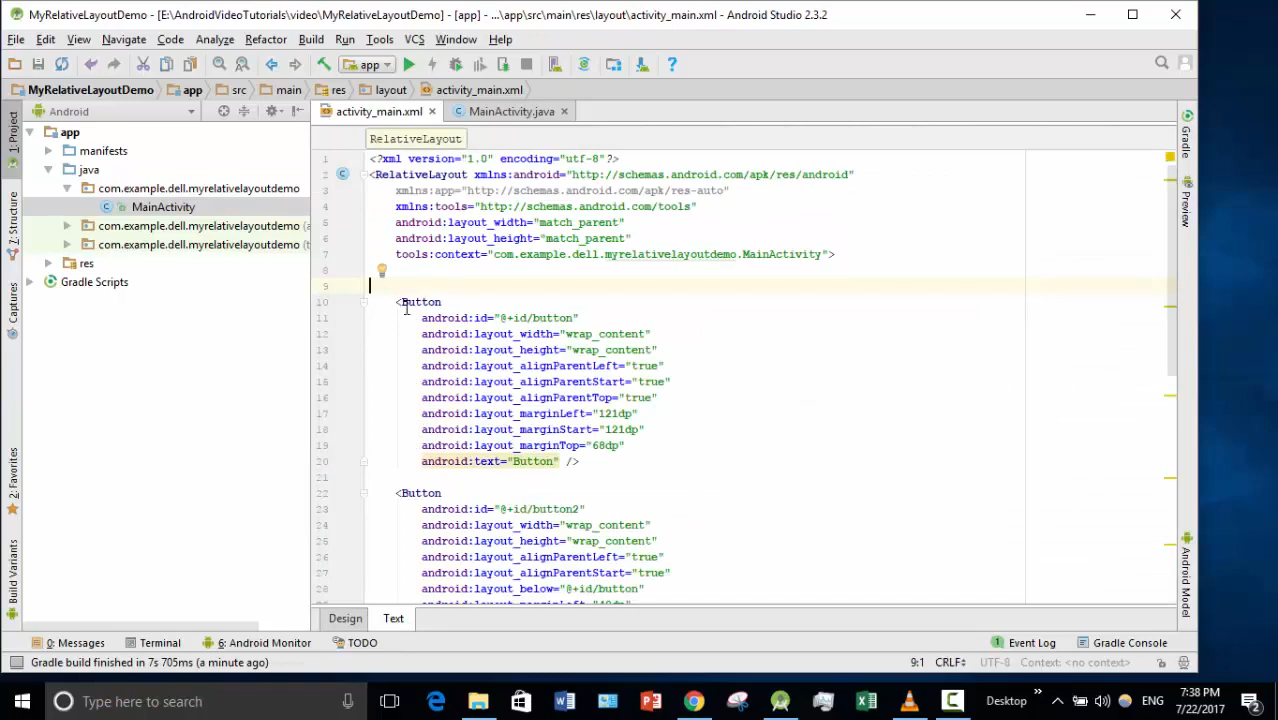 MyRelativeLayoutDemo - [E:\AndroidVideoTutorials\video\MyRelativeLayoutDemo] - [app] - ...\app\src\main\res\layout\activity_main.xml - Android Studio 2.3.2
File Edit View Navigate Code Analyze Refactor Build Run Tools VCS Window Help
app
MyRelativeLayoutDemo app src main res layout activity_main.xml
Android
activity_main.xml
MainActivity.java
1: Project
7: Structure
Captures
2: Favorites
Build Variants
app
manifests
java
com.example.dell.myrelativelayoutdemo
MainActivity
com.example.dell.myrelativelayoutdemo (a
com.example.dell.myrelativelayoutdemo (t
res
Gradle Scripts
RelativeLayout
1 <?xml version="1.0" encoding="utf-8"?>
2 <RelativeLayout xmlns:android="http://schemas.android.com/apk/res/android"
3 xmlns:app="http://schemas.android.com/apk/res-auto"
4 xmlns:tools="http://schemas.android.com/tools"
5 android:layout_width="match_parent"
6 android:layout_height="match_parent"
7 tools:context="com.example.dell.myrelativelayoutdemo.MainActivity">
8
9
10 <Button
11 android:id="@+id/button"
12 android:layout_width="wrap_content"
13 android:layout_height="wrap_content"
14 android:layout_alignParentLeft="true"
15 android:layout_alignParentStart="true"
16 android:layout_alignParentTop="true"
17 android:layout_marginLeft="121dp"
18 android:layout_marginStart="121dp"
19 android:layout_marginTop="68dp"
20 android:text="Button" />
21
22 <Button
23 android:id="@+id/button2"
24 android:layout_width="wrap_content"
25 android:layout_height="wrap_content"
26 android:layout_alignParentLeft="true"
27 android:layout_alignParentStart="true"
28 android:layout_below="@+id/button"
Gradle
Preview
Android Model
Design Text
0: Messages Terminal 6: Android Monitor TODO
1 Event Log Gradle Console
Gradle build finished in 7s 705ms (a minute ago)
9:1 CRLF UTF-8 Context: <no context>
Type here to search
Desktop
ENG
7:38 PM
7/22/2017
2